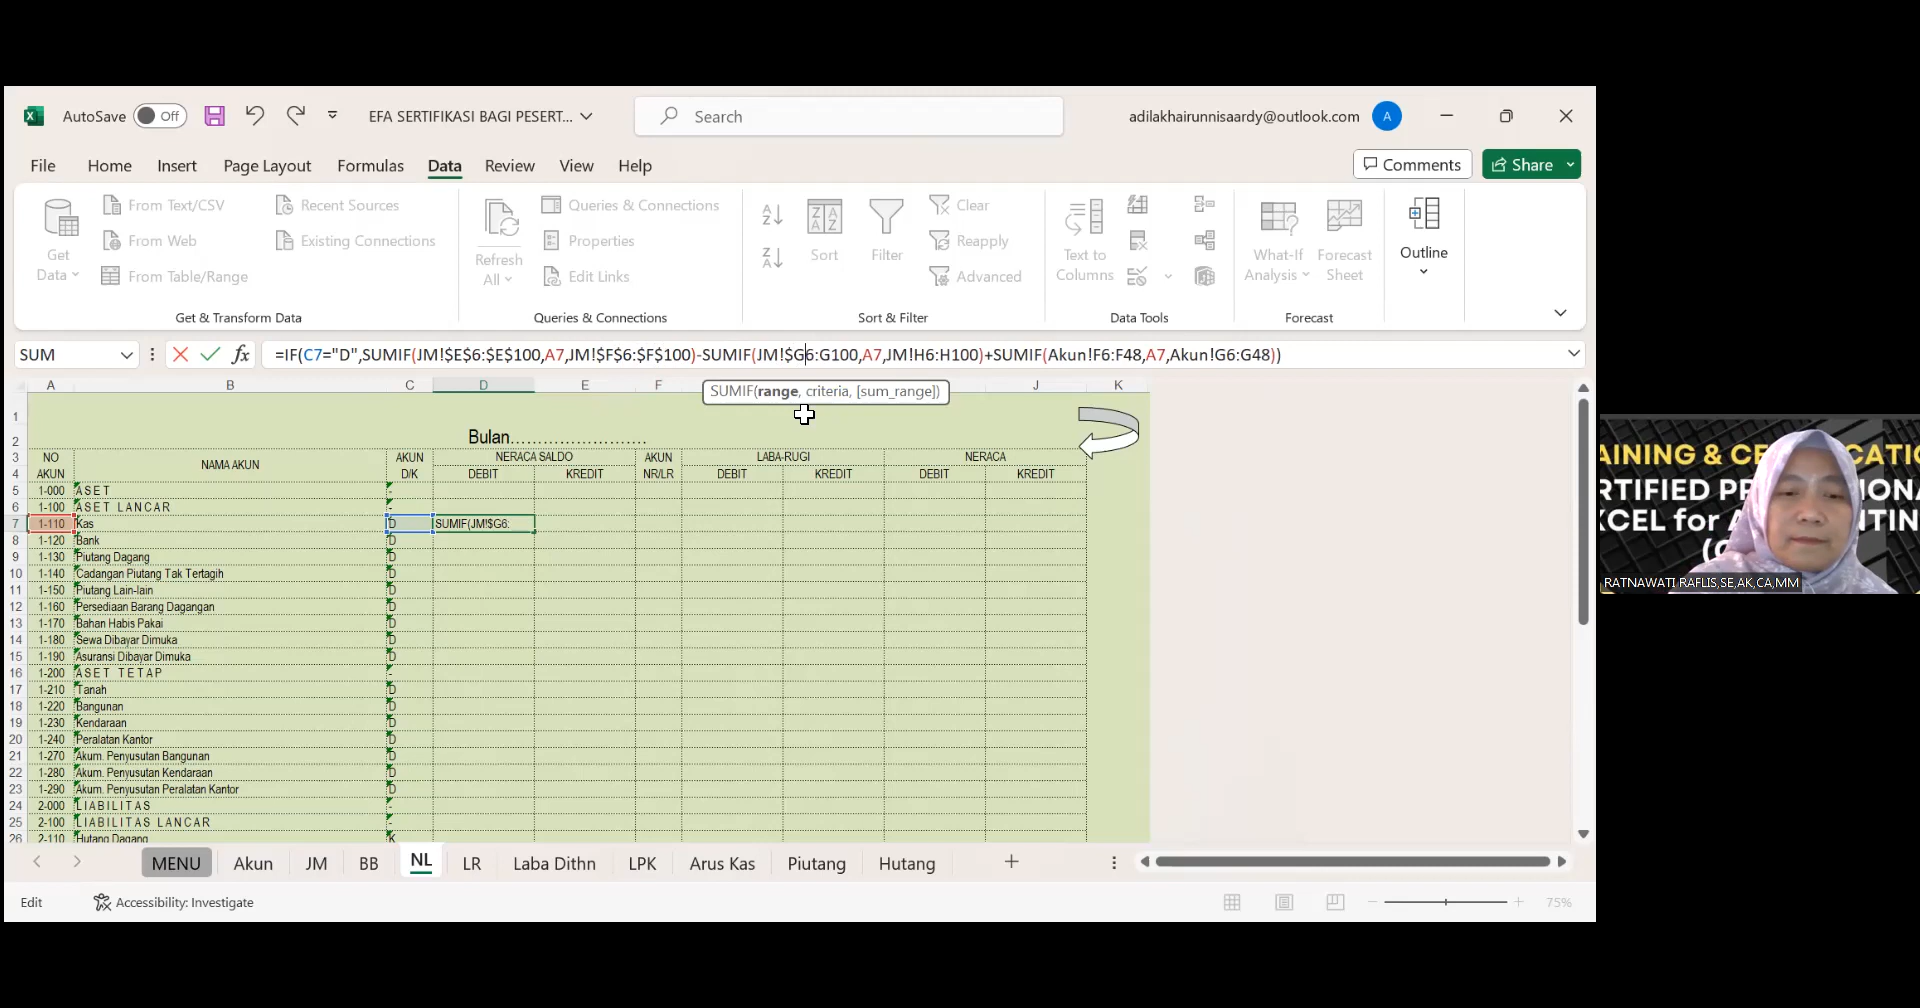 AutoSave Off EFA SERTIFIKASI BAGI PESERT... Search adilakhairunnisaardy@outlook.com A
File Home Insert Page Layout Formulas Data Review View Help Comments Share
From Text/CSV Recent Sources Queries & Connections Clear
Get Data From Web Existing Connections Refresh All Properties Sort Filter Reapply Text to Columns What-If Analysis Forecast Sheet Outline
From Table/Range Edit Links Advanced
Get & Transform Data Queries & Connections Sort & Filter Data Tools Forecast
SUM fx =IF(C7="D",SUMIF(JM!$E$6:$E$100,A7,JM!$F$6:$F$100)-SUMIF(JM!$G6:G100,A7,JM!H6:H100)+SUMIF(Akun!F6:F48,A7,Akun!G6:G48))
SUMIF(range, criteria, [sum_range])
A B C D E F J K
1
2 Bulan........................
3 NO NAMA AKUN AKUN NERACA SALDO AKUN LABA-RUGI NERACA
4 AKUN D/K DEBIT KREDIT NR/LR DEBIT KREDIT DEBIT KREDIT
5 1-000 ASET -
6 1-100 ASET LANCAR -
7 1-110 Kas D SUMIF(JM!$G6:
8 1-120 Bank D
9 1-130 Piutang Dagang D
10 1-140 Cadangan Piutang Tak Tertagih D
11 1-150 Piutang Lain-lain D
12 1-160 Persediaan Barang Dagangan D
13 1-170 Bahan Habis Pakai D
14 1-180 Sewa Dibayar Dimuka D
15 1-190 Asuransi Dibayar Dimuka D
16 1-200 ASET TETAP -
17 1-210 Tanah D
18 1-220 Bangunan D
19 1-230 Kendaraan D
20 1-240 Peralatan Kantor D
21 1-270 Akum. Penyusutan Bangunan D
22 1-280 Akum. Penyusutan Kendaraan D
23 1-290 Akum. Penyusutan Peralatan Kantor D
24 2-000 LIABILITAS -
25 2-100 LIABILITAS LANCAR -
26 2-110 Hutang Dagang K
MENU Akun JM BB NL LR Laba Dithn LPK Arus Kas Piutang Hutang
Edit Accessibility: Investigate 75%
AINING & CE CATIO
RTIFIED PR IONA
XCEL for A NTIN
RATNAWATI RAFLIS,SE,AK,CA,MM